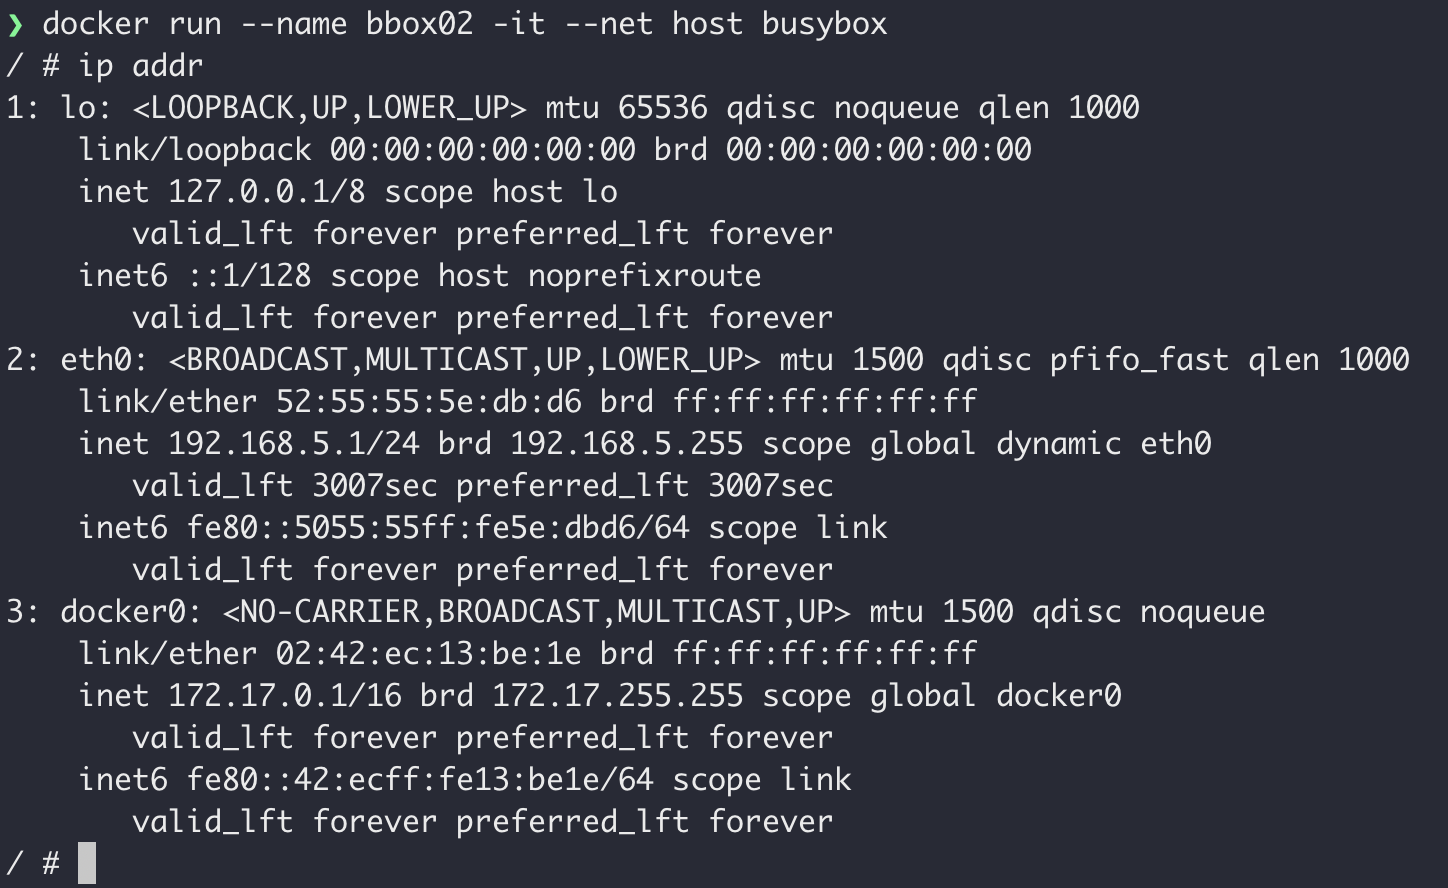 ❯ docker run --name bbox02 -it --net host busybox
/ # ip addr
1: lo: <LOOPBACK,UP,LOWER_UP> mtu 65536 qdisc noqueue qlen 1000
    link/loopback 00:00:00:00:00:00 brd 00:00:00:00:00:00
    inet 127.0.0.1/8 scope host lo
       valid_lft forever preferred_lft forever
    inet6 ::1/128 scope host noprefixroute
       valid_lft forever preferred_lft forever
2: eth0: <BROADCAST,MULTICAST,UP,LOWER_UP> mtu 1500 qdisc pfifo_fast qlen 1000
    link/ether 52:55:55:5e:db:d6 brd ff:ff:ff:ff:ff:ff
    inet 192.168.5.1/24 brd 192.168.5.255 scope global dynamic eth0
       valid_lft 3007sec preferred_lft 3007sec
    inet6 fe80::5055:55ff:fe5e:dbd6/64 scope link
       valid_lft forever preferred_lft forever
3: docker0: <NO-CARRIER,BROADCAST,MULTICAST,UP> mtu 1500 qdisc noqueue
    link/ether 02:42:ec:13:be:1e brd ff:ff:ff:ff:ff:ff
    inet 172.17.0.1/16 brd 172.17.255.255 scope global docker0
       valid_lft forever preferred_lft forever
    inet6 fe80::42:ecff:fe13:be1e/64 scope link
       valid_lft forever preferred_lft forever
/ #